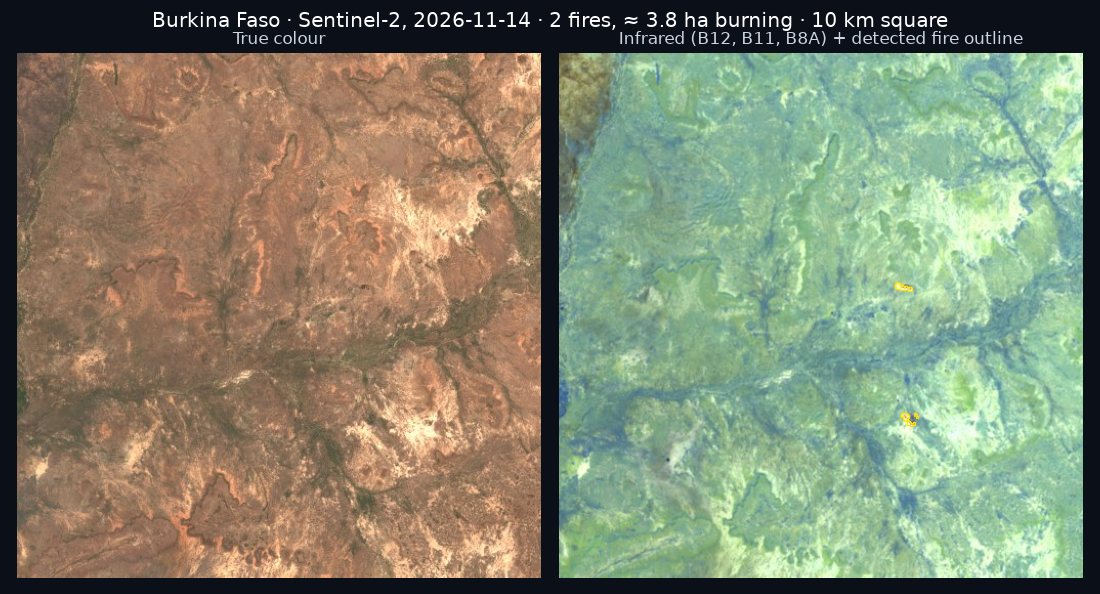 Burkina Faso · Sentinel-2, 2026-11-14 · 2 fires, ≈ 3.8 ha burning · 10 km square
True colour
Infrared (B12, B11, B8A) + detected fire outline